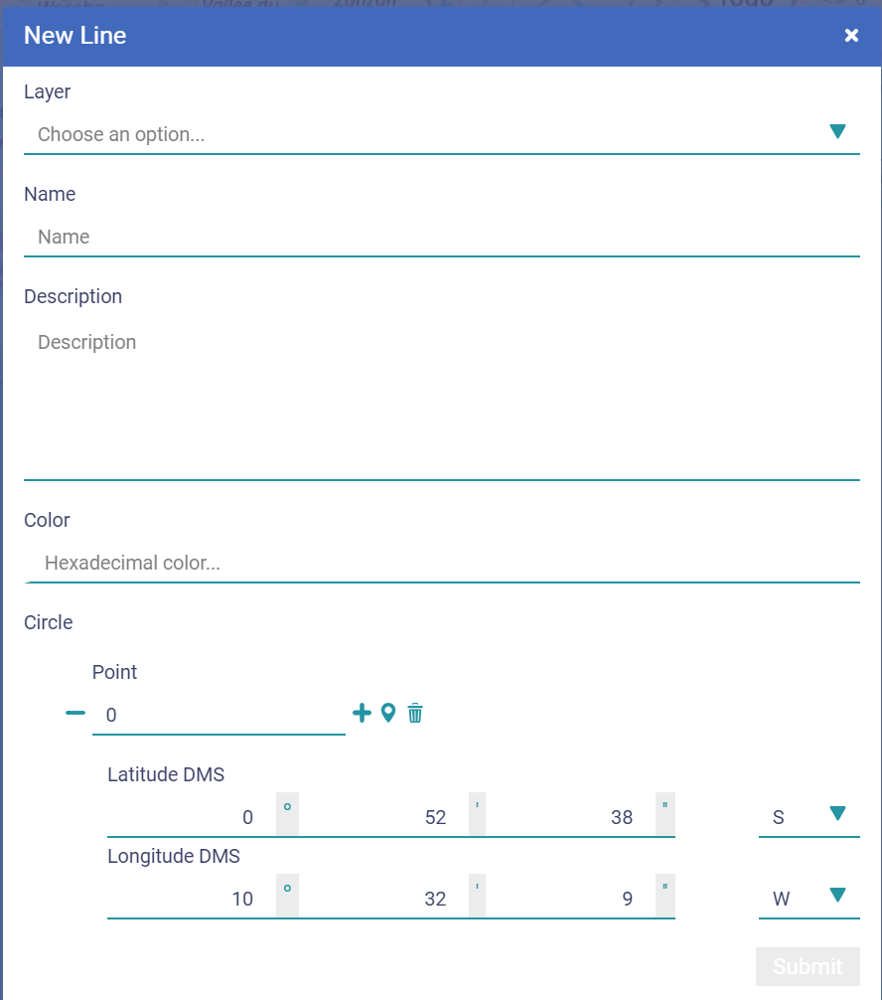 New Line
Layer
Choose an option...
Name
Name
Description
Description
Color
Hexadecimal color...
Circle
Point
0
Latitude DMS
0 ° 52 ' 38 " S
Longitude DMS
10 ° 32 ' 9 " W
Submit